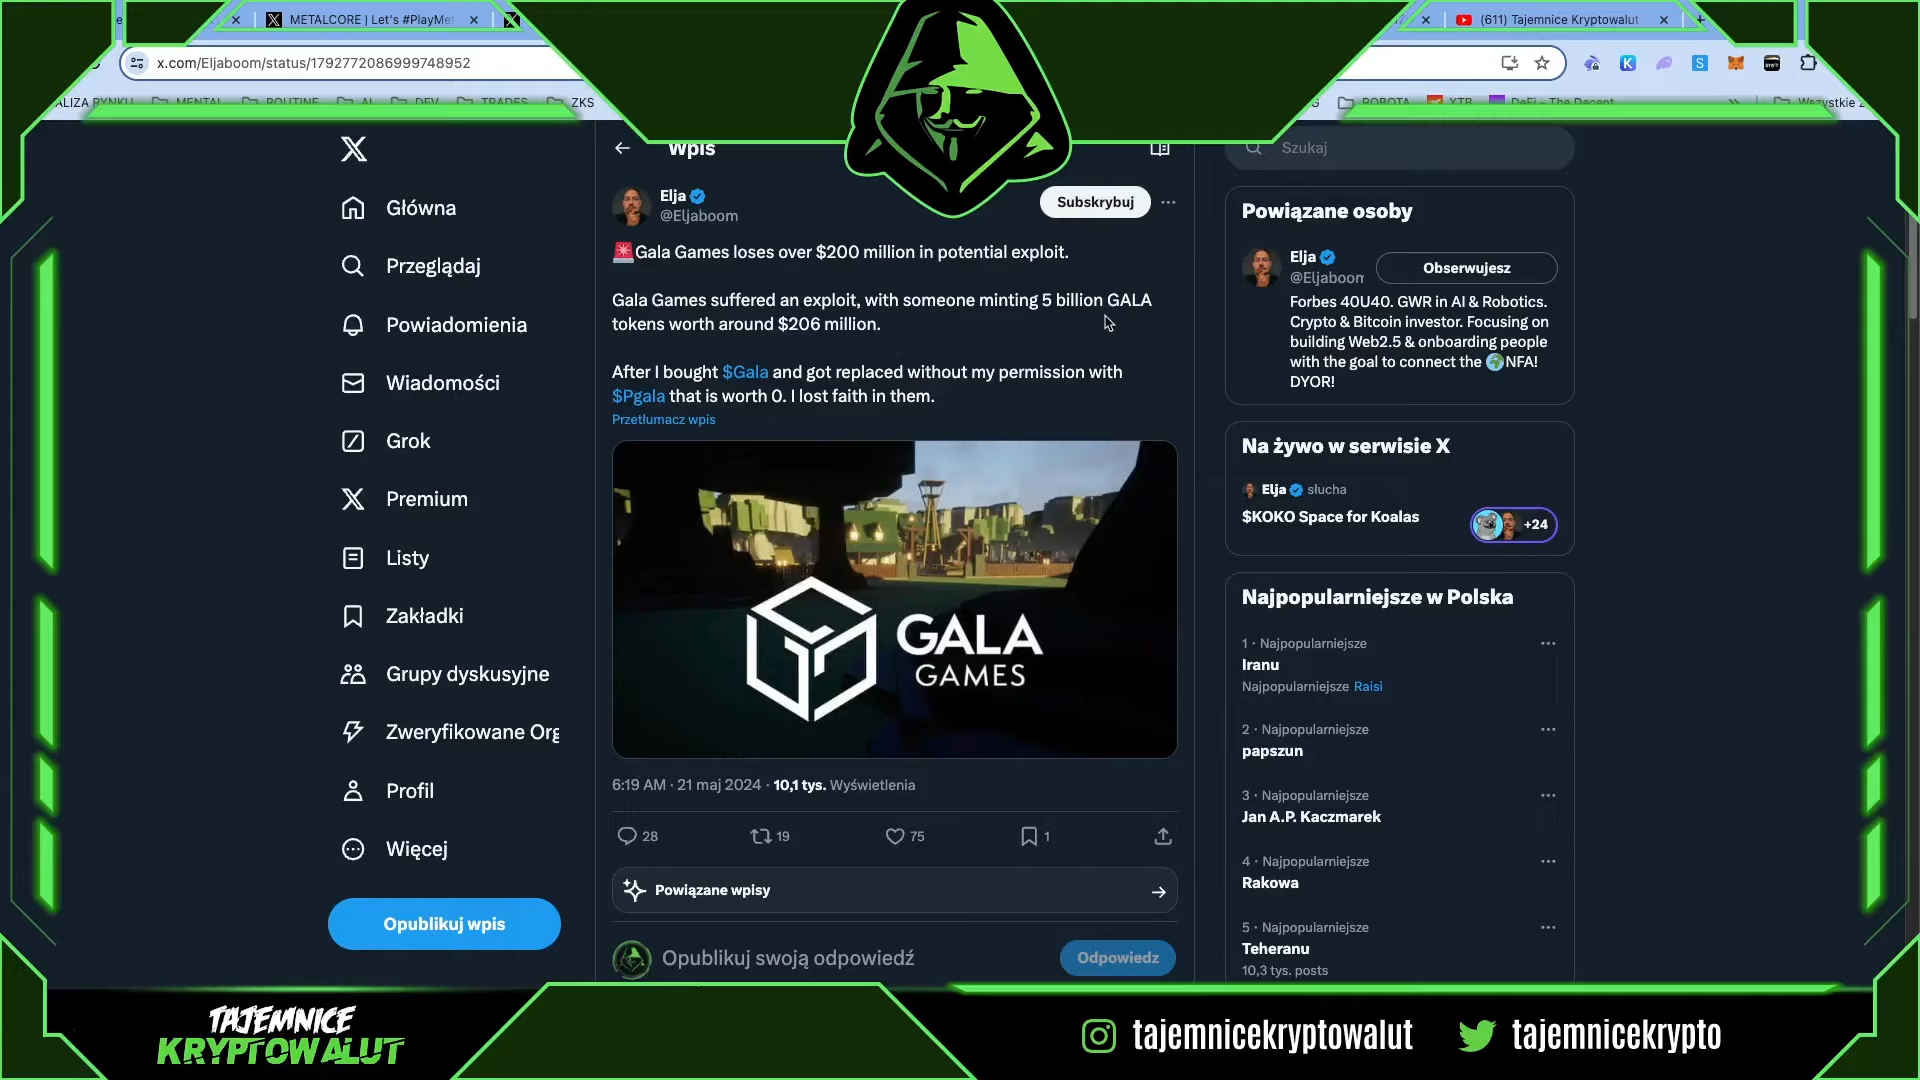 METALCORE | Let's #PlayMet
(611) Tajemnice Kryptowalut
x.com/Eljaboom/status/1792772086999748952
ALIZA RYNKU
MENTAL
ROUTINE
AI
DEV
TRADES
ZKS
ROBOTA
XTB
DeFi - The Decent
Wszystkie z
Główna
Przeglądaj
Powiadomienia
Wiadomości
Grok
Premium
Listy
Zakładki
Grupy dyskusyjne
Zweryfikowane Org
Profil
Więcej
Opublikuj wpis
Wpis
Elja
@Eljaboom
Subskrybuj
Gala Games loses over $200 million in potential exploit.
Gala Games suffered an exploit, with someone minting 5 billion GALA
tokens worth around $206 million.
After I bought $Gala and got replaced without my permission with
$Pgala that is worth 0. I lost faith in them.
Przetłumacz wpis
GALA
GAMES
6:19 AM · 21 maj 2024 · 10,1 tys. Wyświetlenia
28
19
75
1
Powiązane wpisy
Opublikuj swoją odpowiedź
Odpowiedz
Szukaj
Powiązane osoby
Elja
@Eljaboom
Obserwujesz
Forbes 40U40. GWR in AI & Robotics.
Crypto & Bitcoin investor. Focusing on
building Web2.5 & onboarding people
with the goal to connect the NFA!
DYOR!
Na żywo w serwisie X
Elja słucha
$KOKO Space for Koalas
+24
Najpopularniejsze w Polska
1 · Najpopularniejsze
Iranu
Najpopularniejsze Raisi
2 · Najpopularniejsze
papszun
3 · Najpopularniejsze
Jan A.P. Kaczmarek
4 · Najpopularniejsze
Rakowa
5 · Najpopularniejsze
Teheranu
10,3 tys. posts
TAJEMNICE
KRYPTOWALUT
tajemnicekryptowalut
tajemnicekrypto